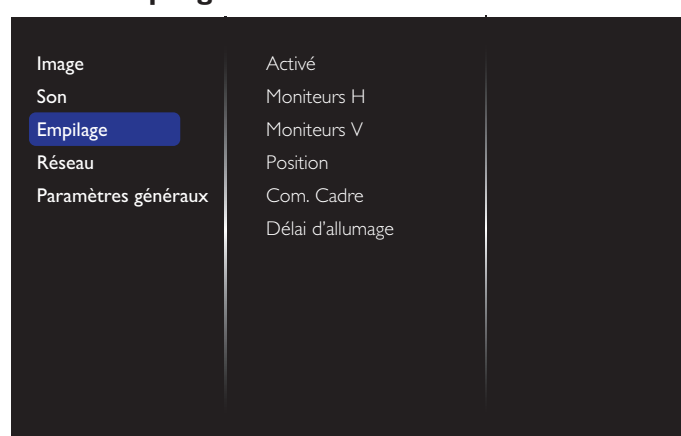 Image
Son
Empilage
Réseau
Paramètres généraux
Activé
Moniteurs H
Moniteurs V
Position
Com. Cadre
Délai d'allumage